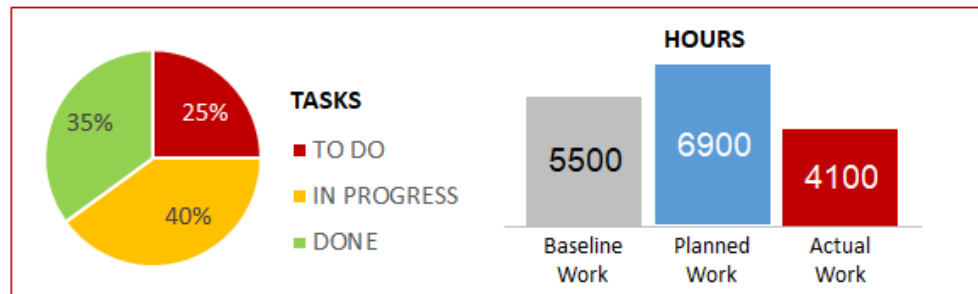 25%
35%
40%
TASKS
TO DO
IN PROGRESS
DONE
HOURS
5500
6900
4100
Baseline
Work
Planned
Work
Actual
Work